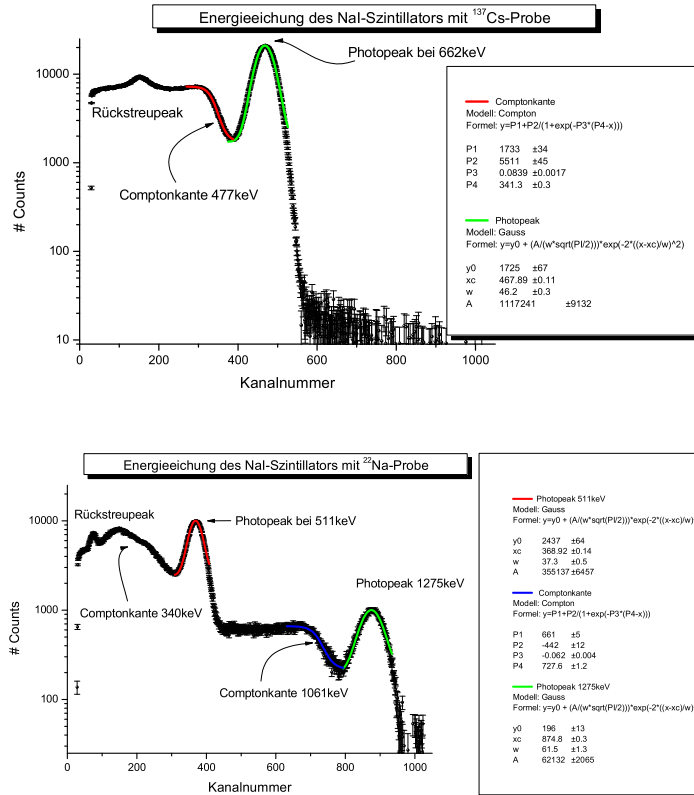 Energieeichung des NaI-Szintillators mit ¹³⁷Cs-Probe
Photopeak bei 662keV
10000
1000
100
10
# Counts
Rückstreupeak
Comptonkante 477keV
0 200 400 600 800 1000
Kanalnummer
Comptonkante
Modell: Compton
Formel: y=P1+P2/(1+exp(-P3*(P4-x)))
P1 1733 ±34
P2 5511 ±45
P3 0.0839 ±0.0017
P4 341.3 ±0.3
Photopeak
Modell: Gauss
Formel: y=y0 + (A/(w*sqrt(PI/2)))*exp(-2*((x-xc)/w)^2)
y0 1725 ±67
xc 467.89 ±0.11
w 46.2 ±0.3
A 1117241 ±9132
Energieeichung des NaI-Szintillators mit ²²Na-Probe
10000
1000
100
# Counts
Rückstreupeak
Photopeak bei 511keV
Photopeak 1275keV
Comptonkante 340keV
Comptonkante 1061keV
0 200 400 600 800 1000
Kanalnummer
Photopeak 511keV
Modell: Gauss
Formel: y=y0 + (A/(w*sqrt(PI/2)))*exp(-2*((x-xc)/w)
y0 2437 ±64
xc 368.92 ±0.14
w 37.3 ±0.5
A 355137 ±6457
Comptonkante
Modell: Compton
Formel: y=P1+P2/(1+exp(-P3*(P4-x)))
P1 661 ±5
P2 -442 ±12
P3 -0.062 ±0.004
P4 727.6 ±1.2
Photopeak 1275keV
Modell: Gauss
Formel: y=y0 + (A/(w*sqrt(PI/2)))*exp(-2*((x-xc)/w)
y0 196 ±13
xc 874.8 ±0.3
w 61.5 ±1.3
A 62132 ±2065